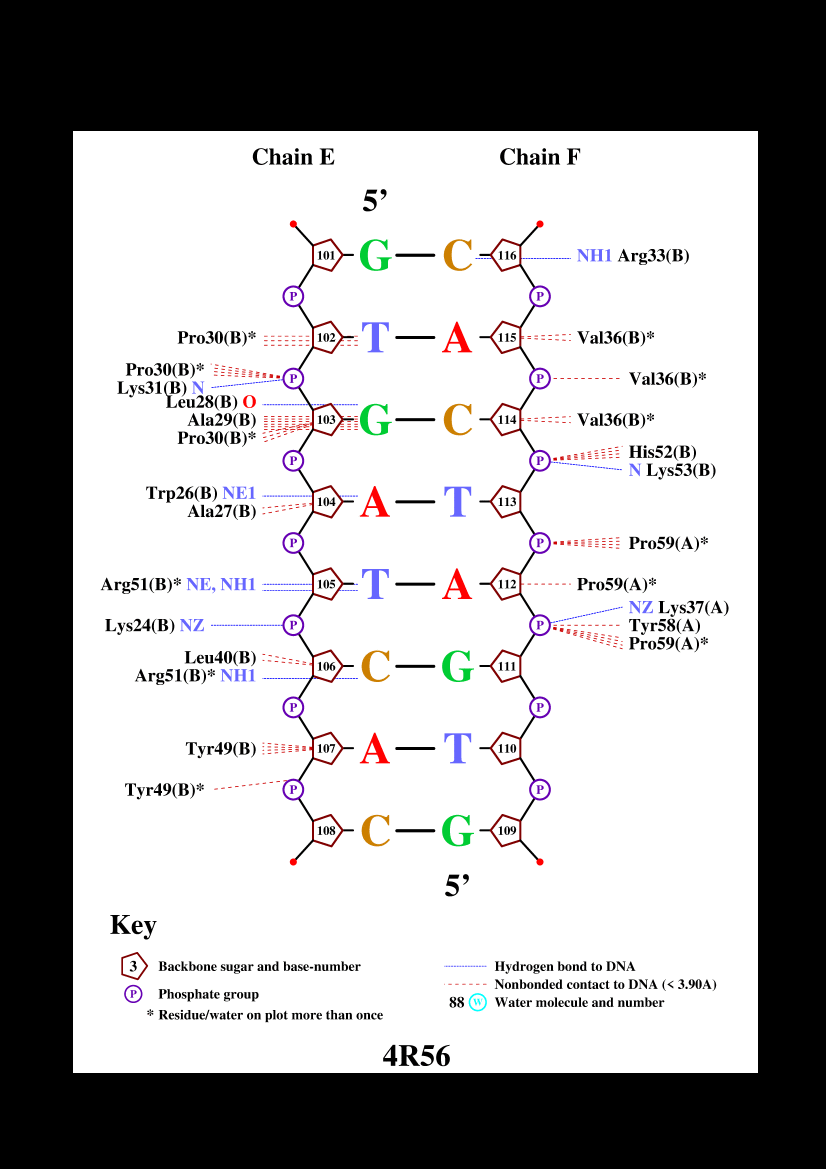 Chain E Chain F
5’
101 G C 116 NH1 Arg33(B)
P P
Pro30(B)* 102 T A 115 Val36(B)*
Pro30(B)*
P P Val36(B)*
Lys31(B) N
Leu28(B) O
Ala29(B) 103 G C 114 Val36(B)*
Pro30(B)*
His52(B)
P P
N Lys53(B)
Trp26(B) NE1
104 A T 113
Ala27(B)
P P Pro59(A)*
Arg51(B)* NE, NH1 105 T A 112 Pro59(A)*
NZ Lys37(A)
Lys24(B) NZ P P Tyr58(A)
Pro59(A)*
Leu40(B)
106 C G 111
Arg51(B)* NH1
P P
Tyr49(B) 107 A T 110
Tyr49(B)* P P
108 C G 109
5’
Key
3 Backbone sugar and base-number Hydrogen bond to DNA
Nonbonded contact to DNA (< 3.90A)
P Phosphate group
88 W Water molecule and number
* Residue/water on plot more than once
4R56